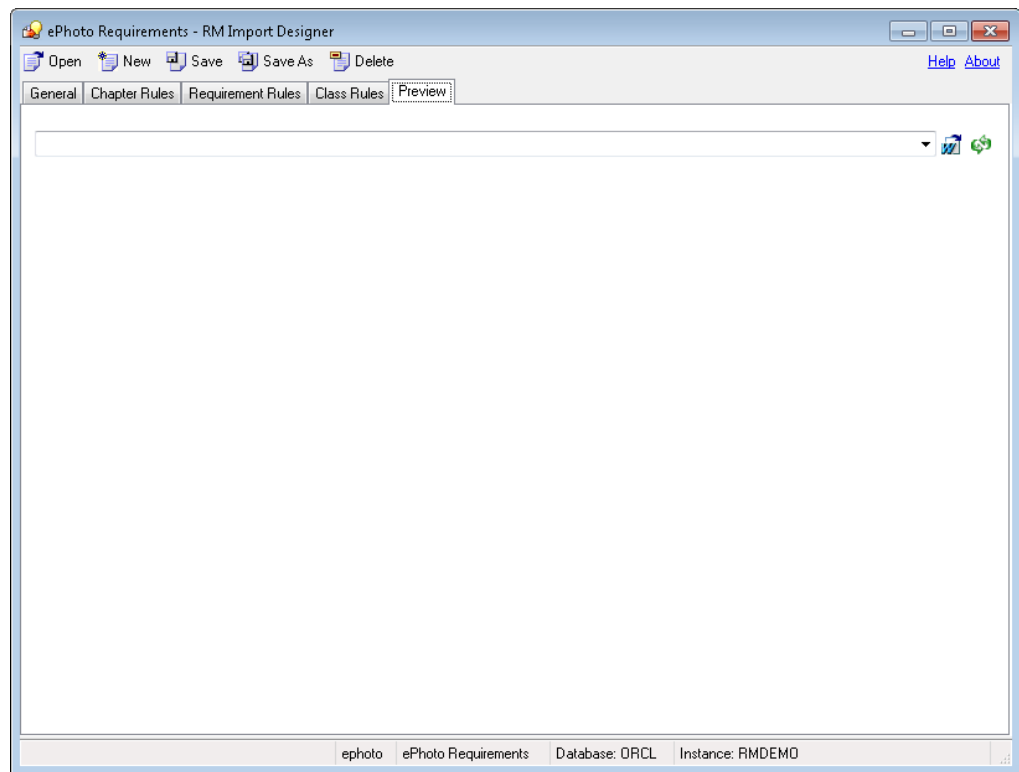 ePhoto Requirements - RM Import Designer
Open New Save Save As Delete Help About
General Chapter Rules Requirement Rules Class Rules Preview
ephoto ePhoto Requirements Database: ORCL Instance: RMDEMO